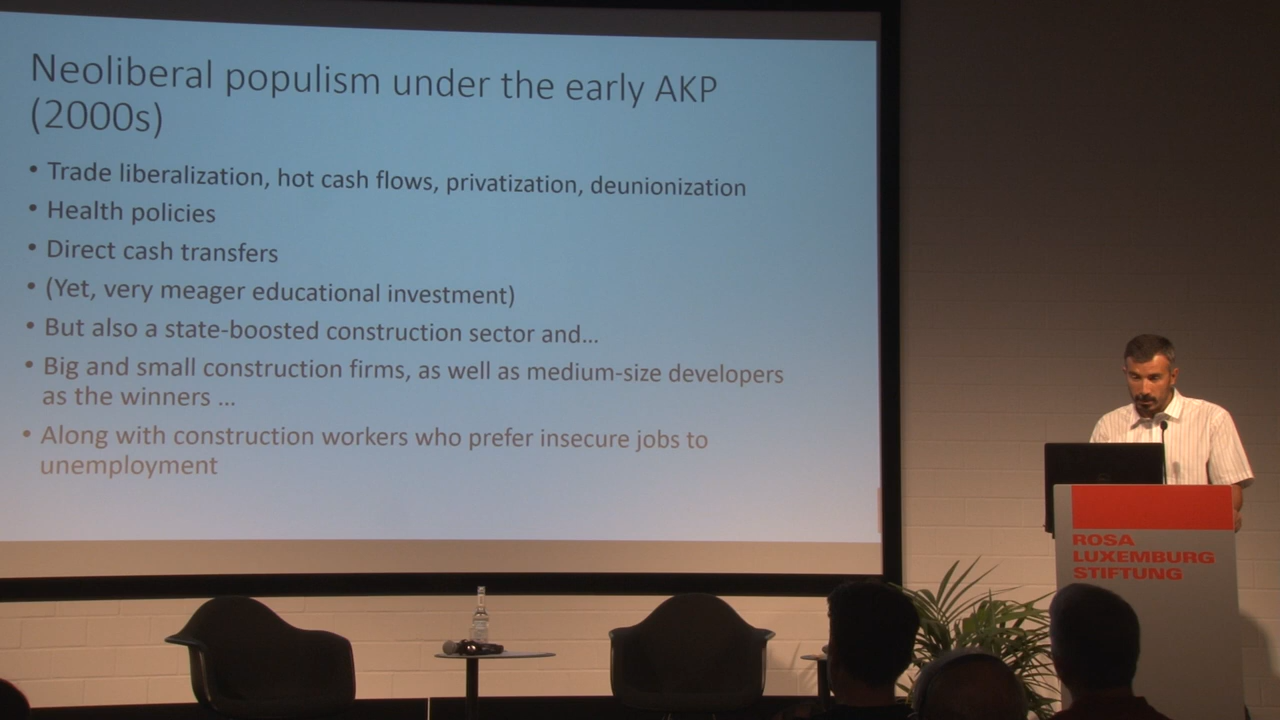 Neoliberal populism under the early AKP
(2000s)
• Trade liberalization, hot cash flows, privatization, deunionization
• Health policies
• Direct cash transfers
• (Yet, very meager educational investment)
• But also a state-boosted construction sector and...
• Big and small construction firms, as well as medium-size developers
as the winners ...
• Along with construction workers who prefer insecure jobs to
unemployment
ROSA
LUXEMBURG
STIFTUNG